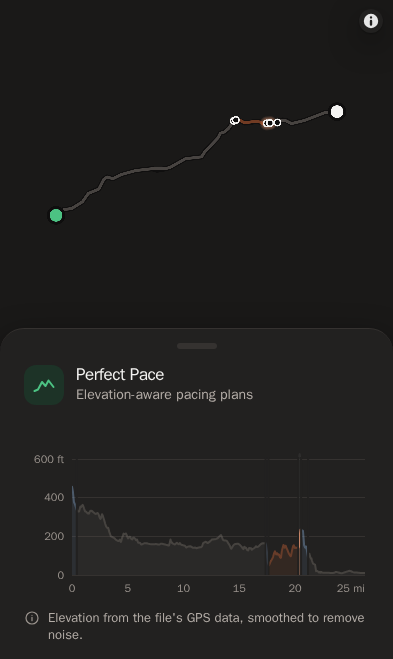 Perfect Pace
Elevation-aware pacing plans
600 ft
400
200
0
0 5 10 15 20 25 mi
Elevation from the file's GPS data, smoothed to remove
noise.